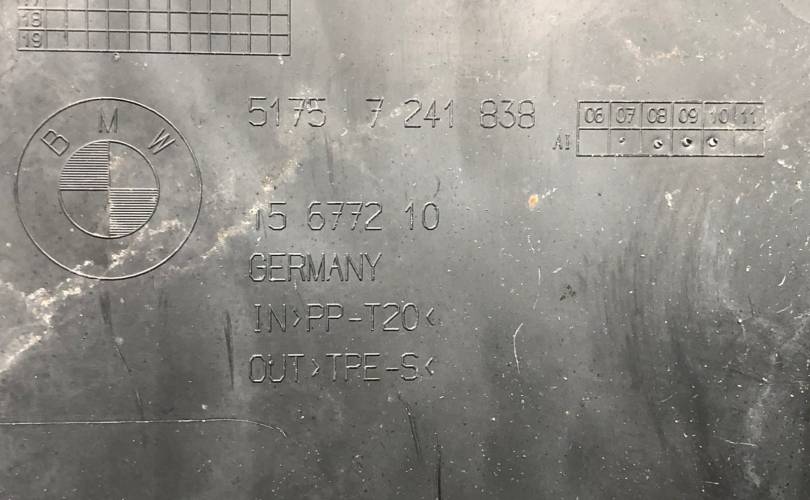 18
19
BMW
5175 7 241 838
06 07 08 09 10 11
AI
15 6772 10
GERMANY
IN>PP-T20<
OUT>TPE-S<